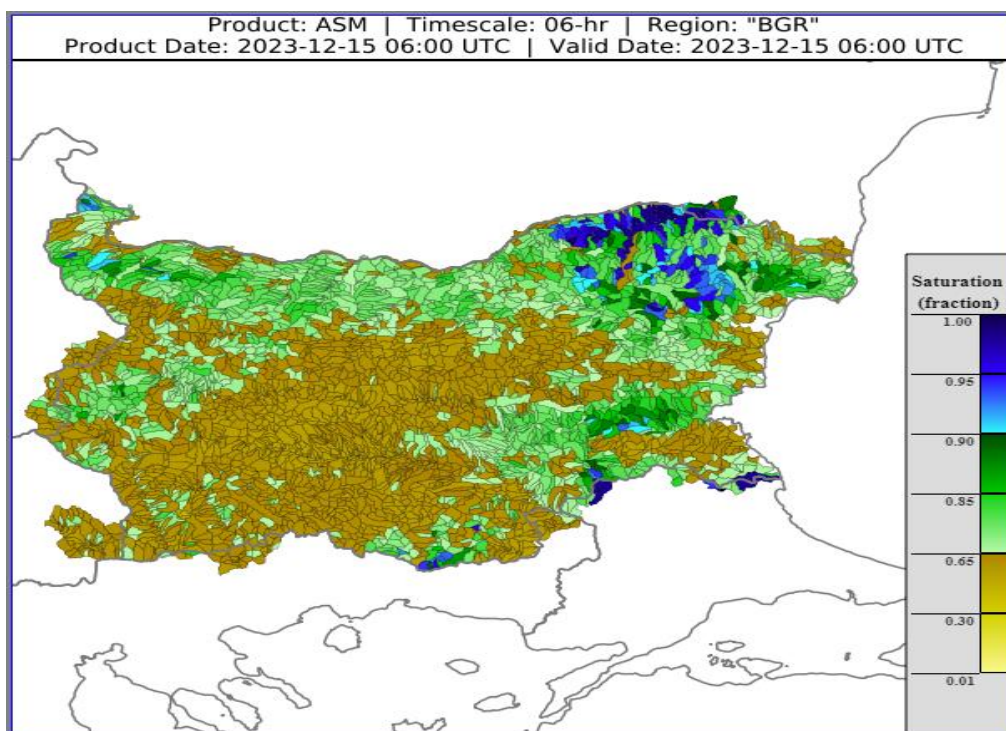 Product: ASM | Timescale: 06-hr | Region: "BGR"
Product Date: 2023-12-15 06:00 UTC | Valid Date: 2023-12-15 06:00 UTC
Saturation
(fraction)
1.00
0.95
0.90
0.85
0.65
0.30
0.01